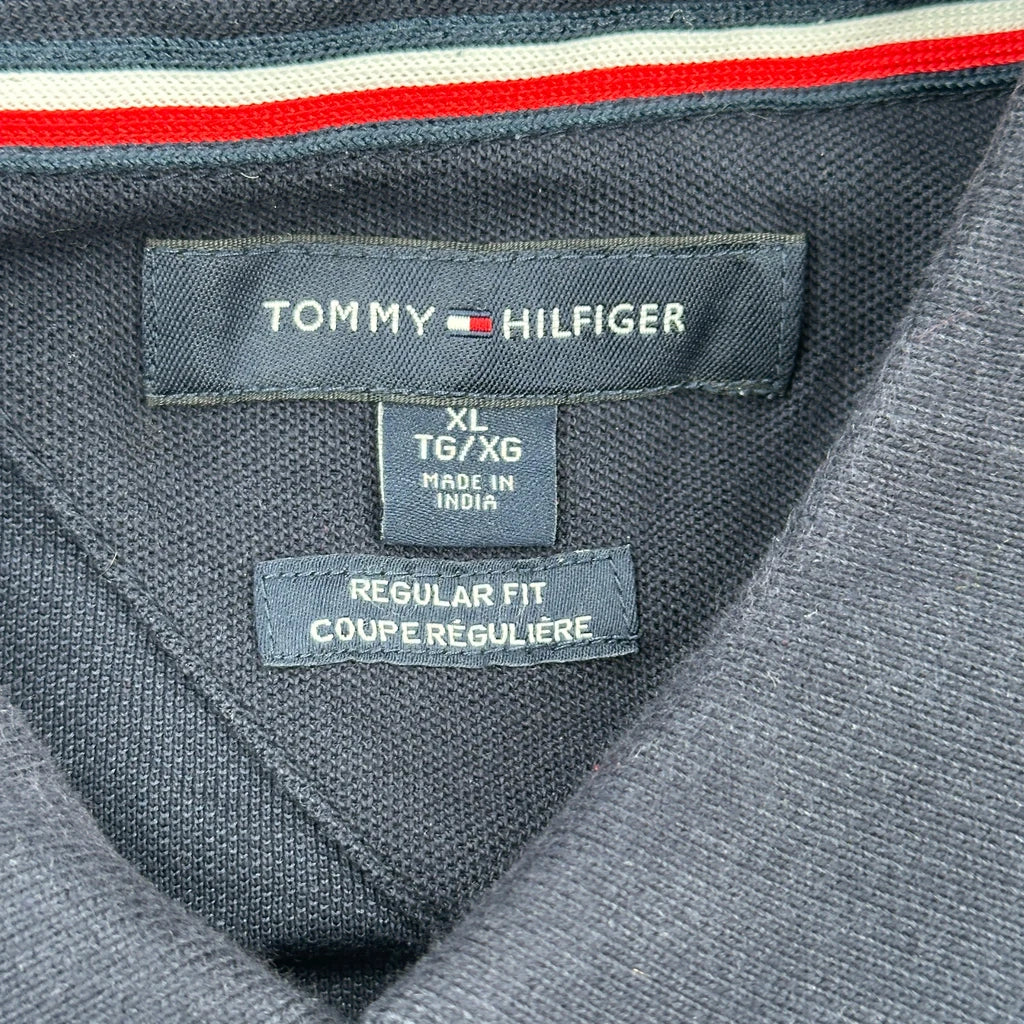 TOMMY HILFIGER
XL
TG/XG
MADE IN
INDIA
REGULAR FIT
COUPE RÉGULIÈRE